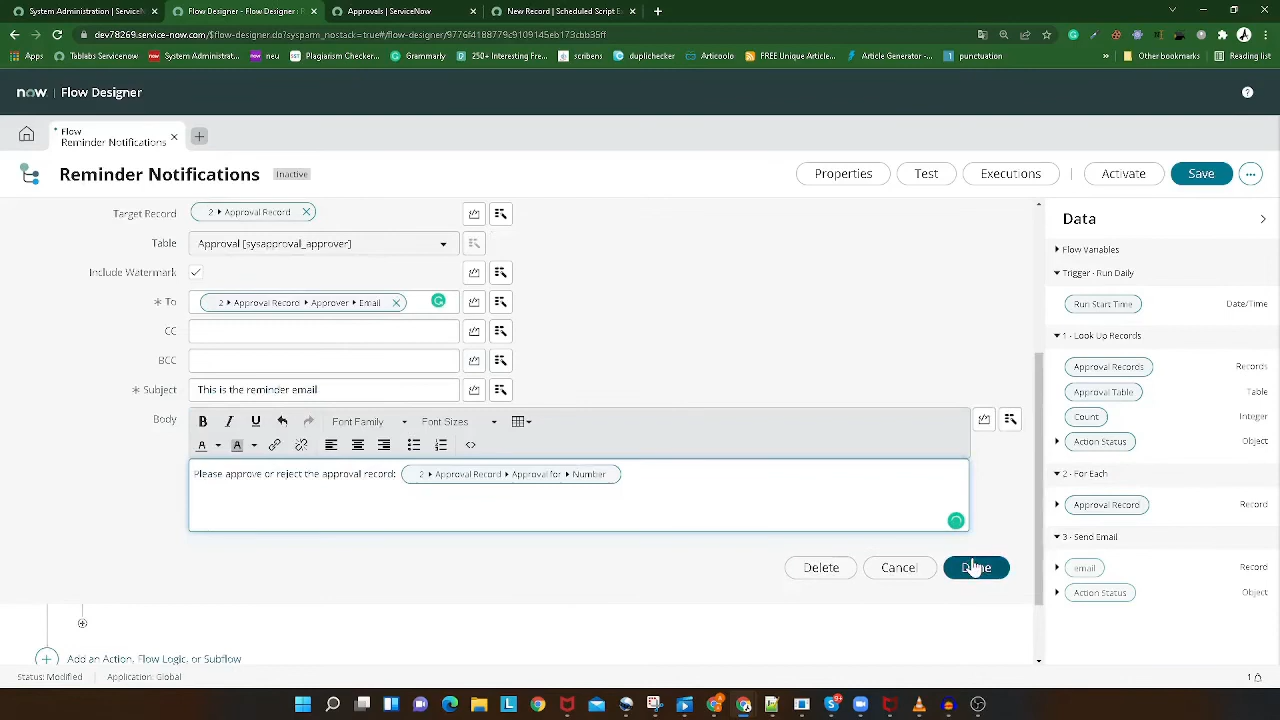 System Administration | ServiceN
Flow Designer - Flow Designer | F
Approvals | ServiceNow
New Record | Scheduled Script Ex
dev78269.service-now.com/$flow-designer.do?sysparm_nostack=true#/flow-designer/9776f4188779c9109145eb173cbb35ff
Apps
Tablabs Servicenow
System Administrat...
neu
Plagiarism Checker...
Grammarly
250+ Interesting Fre...
scribens
duplichecker
Articoolo
FREE Unique Article...
Article Generator -...
punctuation
»
Other bookmarks
Reading list
now. | Flow Designer
* Flow
Reminder Notifications
Reminder Notifications
Inactive
Properties
Test
Executions
Activate
Save
Target Record
2 ▸ Approval Record
Table
Approval [sysapproval_approver]
Include Watermark
* To
2 ▸ Approval Record ▸ Approver ▸ Email
CC
BCC
* Subject
This is the reminder email
Body
B I U Font Family Font Sizes
A A <>
Please approve or reject the approval record: 2 ▸ Approval Record ▸ Approval for ▸ Number
Delete
Cancel
Done
Add an Action, Flow Logic, or Subflow
Status: Modified
Application: Global
Data
Flow Variables
Trigger - Run Daily
Run Start Time Date/Time
1 - Look Up Records
Approval Records Records
Approval Table Table
Count Integer
Action Status Object
2 - For Each
Approval Record Record
3 - Send Email
email Record
Action Status Object
1